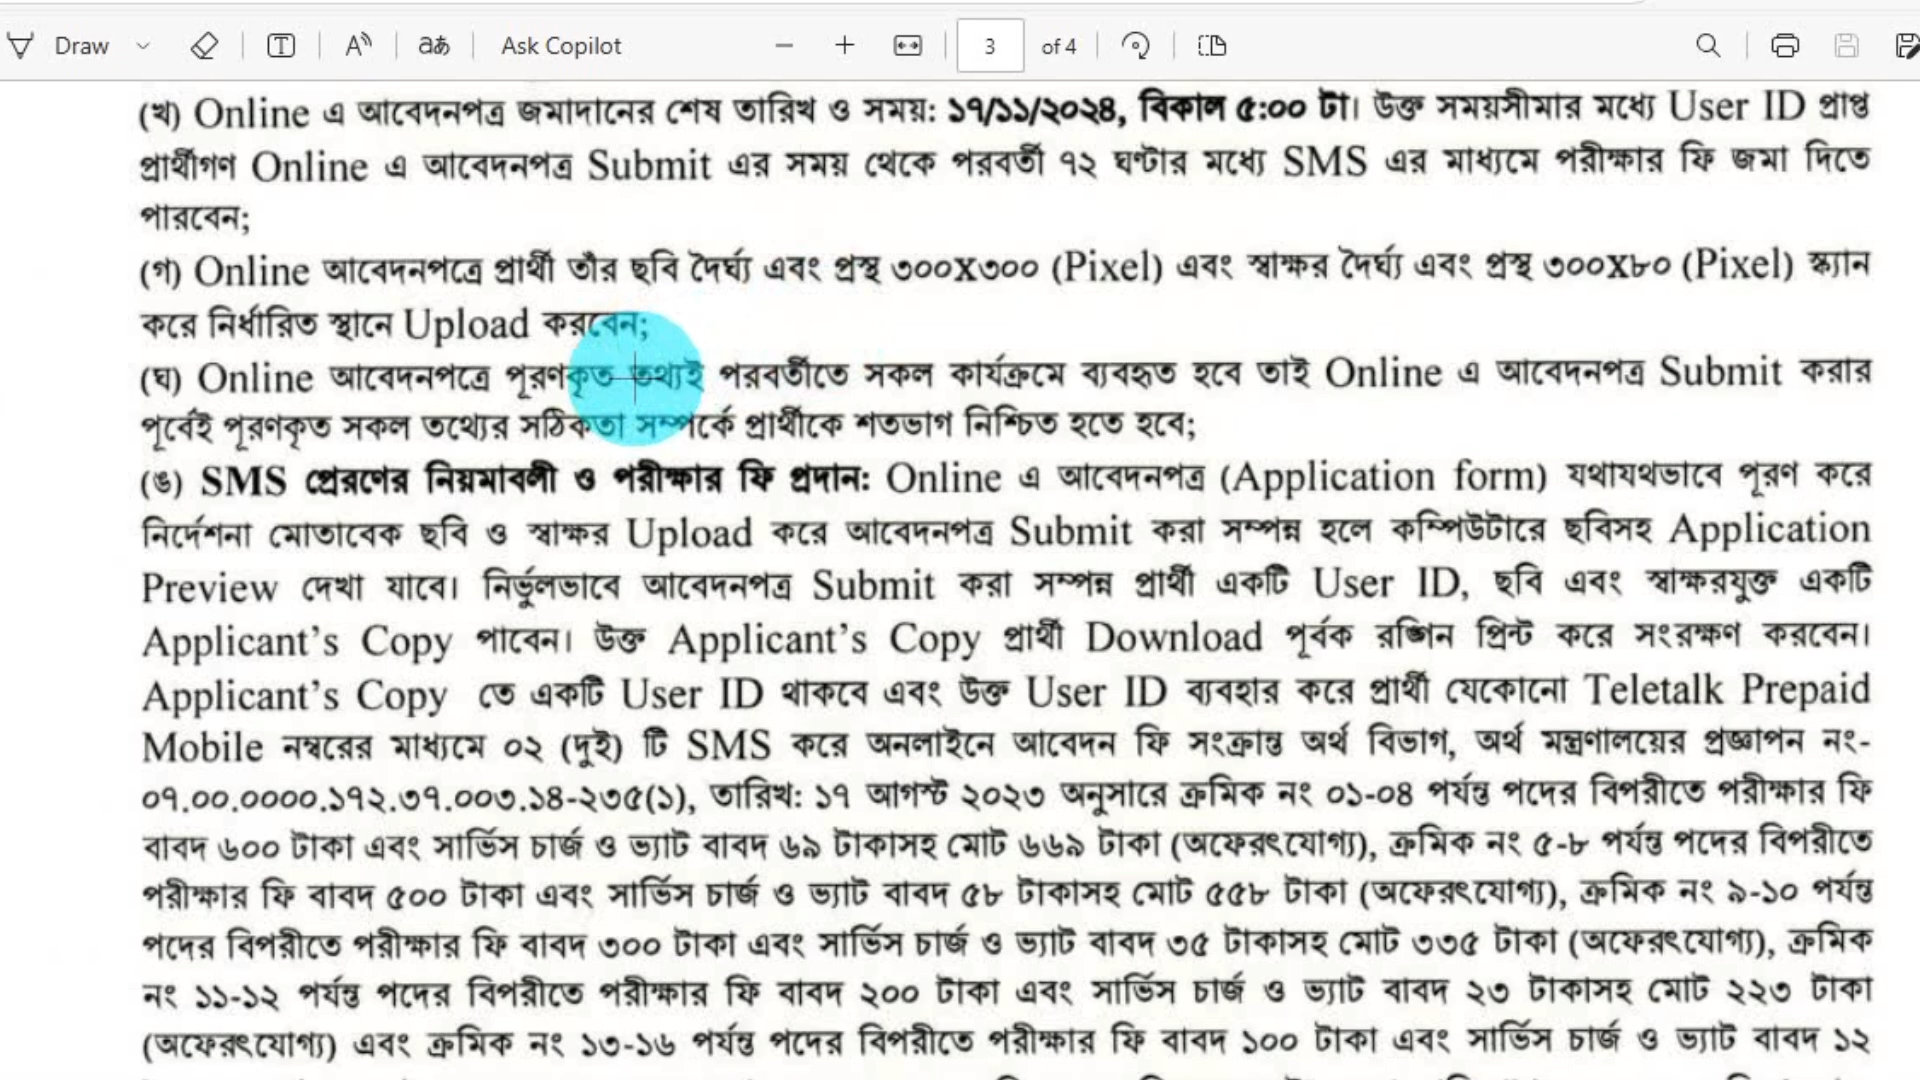 Draw
Ask Copilot
3 of 4
(খ) Online এ আবেদনপত্র জমাদানের শেষ তারিখ ও সময়: ১৭/১১/২০২৪, বিকাল ৫:০০ টা। উক্ত সময়সীমার মধ্যে User ID প্রাপ্ত
প্রার্থীগণ Online এ আবেদনপত্র Submit এর সময় থেকে পরবর্তী ৭২ ঘণ্টার মধ্যে SMS এর মাধ্যমে পরীক্ষার ফি জমা দিতে
পারবেন;
(গ) Online আবেদনপত্রে প্রার্থী তাঁর ছবি দৈর্ঘ্য এবং প্রস্থ ৩০০X৩০০ (Pixel) এবং স্বাক্ষর দৈর্ঘ্য এবং প্রস্থ ৩০০X৮০ (Pixel) স্ক্যান
করে নির্ধারিত স্থানে Upload করবেন;
(ঘ) Online আবেদনপত্রে পূরণকৃত তথ্যই পরবর্তীতে সকল কার্যক্রমে ব্যবহৃত হবে তাই Online এ আবেদনপত্র Submit করার
পূর্বেই পূরণকৃত সকল তথ্যের সঠিকতা সম্পর্কে প্রার্থীকে শতভাগ নিশ্চিত হতে হবে;
(ঙ) SMS প্রেরণের নিয়মাবলী ও পরীক্ষার ফি প্রদান: Online এ আবেদনপত্র (Application form) যথাযথভাবে পূরণ করে
নির্দেশনা মোতাবেক ছবি ও স্বাক্ষর Upload করে আবেদনপত্র Submit করা সম্পন্ন হলে কম্পিউটারে ছবিসহ Application
Preview দেখা যাবে। নির্ভুলভাবে আবেদনপত্র Submit করা সম্পন্ন প্রার্থী একটি User ID, ছবি এবং স্বাক্ষরযুক্ত একটি
Applicant's Copy পাবেন। উক্ত Applicant's Copy প্রার্থী Download পূর্বক রঙ্গিন প্রিন্ট করে সংরক্ষণ করবেন।
Applicant's Copy তে একটি User ID থাকবে এবং উক্ত User ID ব্যবহার করে প্রার্থী যেকোনো Teletalk Prepaid
Mobile নম্বরের মাধ্যমে ০২ (দুই) টি SMS করে অনলাইনে আবেদন ফি সংক্রান্ত অর্থ বিভাগ, অর্থ মন্ত্রণালয়ের প্রজ্ঞাপন নং-
০৭.০০.০০০০.১৭২.৩৭.০০৩.১৪-২৩৫(১), তারিখ: ১৭ আগস্ট ২০২৩ অনুসারে ক্রমিক নং ০১-০৪ পর্যন্ত পদের বিপরীতে পরীক্ষার ফি
বাবদ ৬০০ টাকা এবং সার্ভিস চার্জ ও ভ্যাট বাবদ ৬৯ টাকাসহ মোট ৬৬৯ টাকা (অফেরৎযোগ্য), ক্রমিক নং ৫-৮ পর্যন্ত পদের বিপরীতে
পরীক্ষার ফি বাবদ ৫০০ টাকা এবং সার্ভিস চার্জ ও ভ্যাট বাবদ ৫৮ টাকাসহ মোট ৫৫৮ টাকা (অফেরৎযোগ্য), ক্রমিক নং ৯-১০ পর্যন্ত
পদের বিপরীতে পরীক্ষার ফি বাবদ ৩০০ টাকা এবং সার্ভিস চার্জ ও ভ্যাট বাবদ ৩৫ টাকাসহ মোট ৩৩৫ টাকা (অফেরৎযোগ্য), ক্রমিক
নং ১১-১২ পর্যন্ত পদের বিপরীতে পরীক্ষার ফি বাবদ ২০০ টাকা এবং সার্ভিস চার্জ ও ভ্যাট বাবদ ২৩ টাকাসহ মোট ২২৩ টাকা
(অফেরৎযোগ্য) এবং ক্রমিক নং ১৩-১৬ পর্যন্ত পদের বিপরীতে পরীক্ষার ফি বাবদ ১০০ টাকা এবং সার্ভিস চার্জ ও ভ্যাট বাবদ ১২